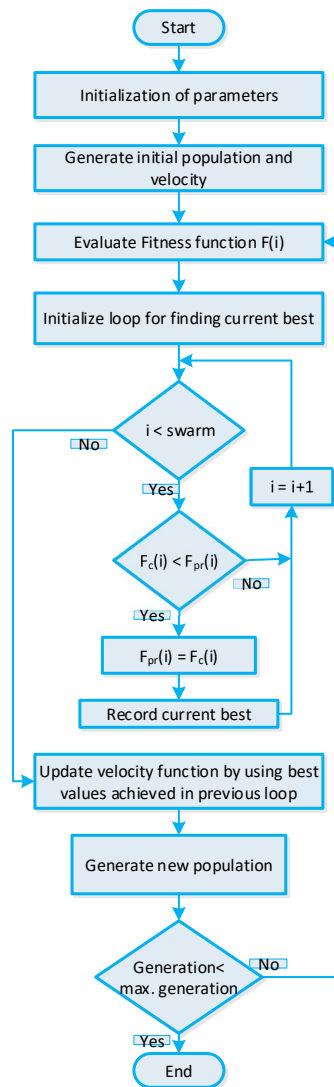 Start
Initialization of parameters
Generate initial population and
velocity
Evaluate Fitness function F(i)
Initialize loop for finding current best
i < swarm
No
Yes
i = i+1
Fc(i) < Fpr(i)
No
Yes
Fpr(i) = Fc(i)
Record current best
Update velocity function by using best
values achieved in previous loop
Generate new population
Generation<
max. generation
No
Yes
End